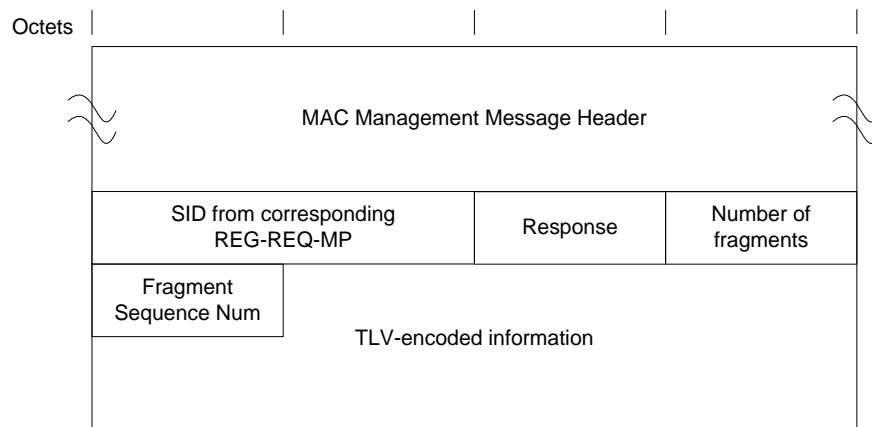 Octets
MAC Management Message Header
SID from corresponding
REG-REQ-MP
Response
Number of
fragments
Fragment
Sequence Num
TLV-encoded information